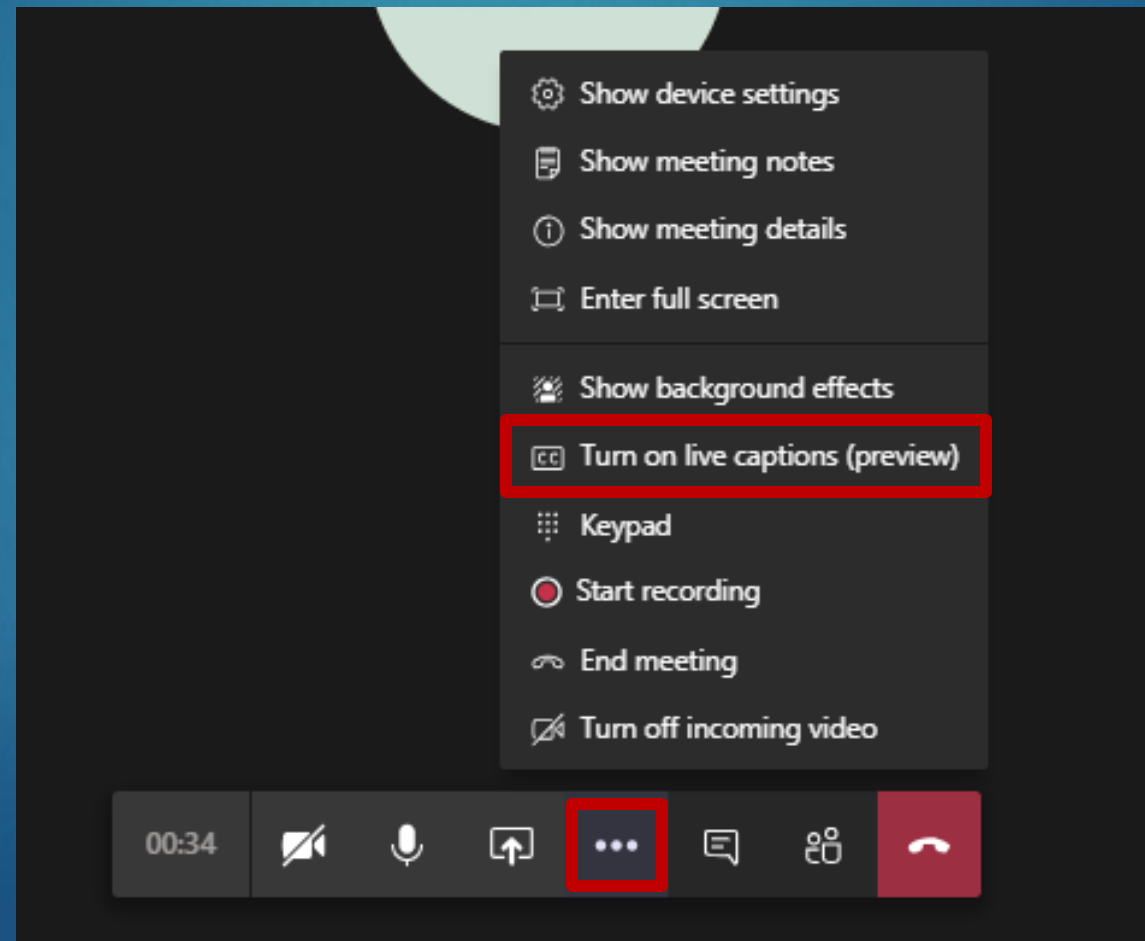 Show device settings
Show meeting notes
Show meeting details
Enter full screen
Show background effects
CC Turn on live captions (preview)
Keypad
Start recording
End meeting
Turn off incoming video
00:34